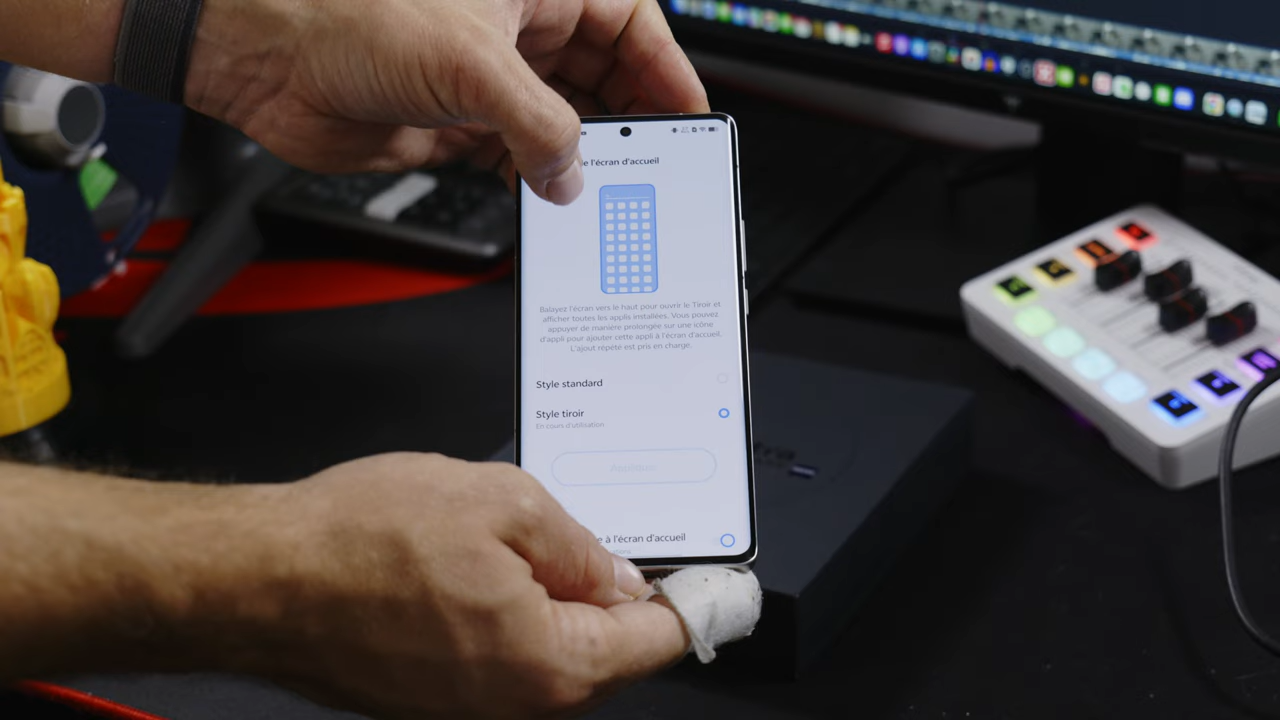 le l'écran d'accueil
Balayez l'écran vers le haut pour ouvrir le Tiroir et
afficher toutes les applis installées. Vous pouvez
appuyer de manière prolongée sur une icône
d'appli pour ajouter cette appli à l'écran d'accueil.
L'ajout répété est pris en charge.
Style standard
Style tiroir
En cours d'utilisation
Appliquer
e à l'écran d'accueil